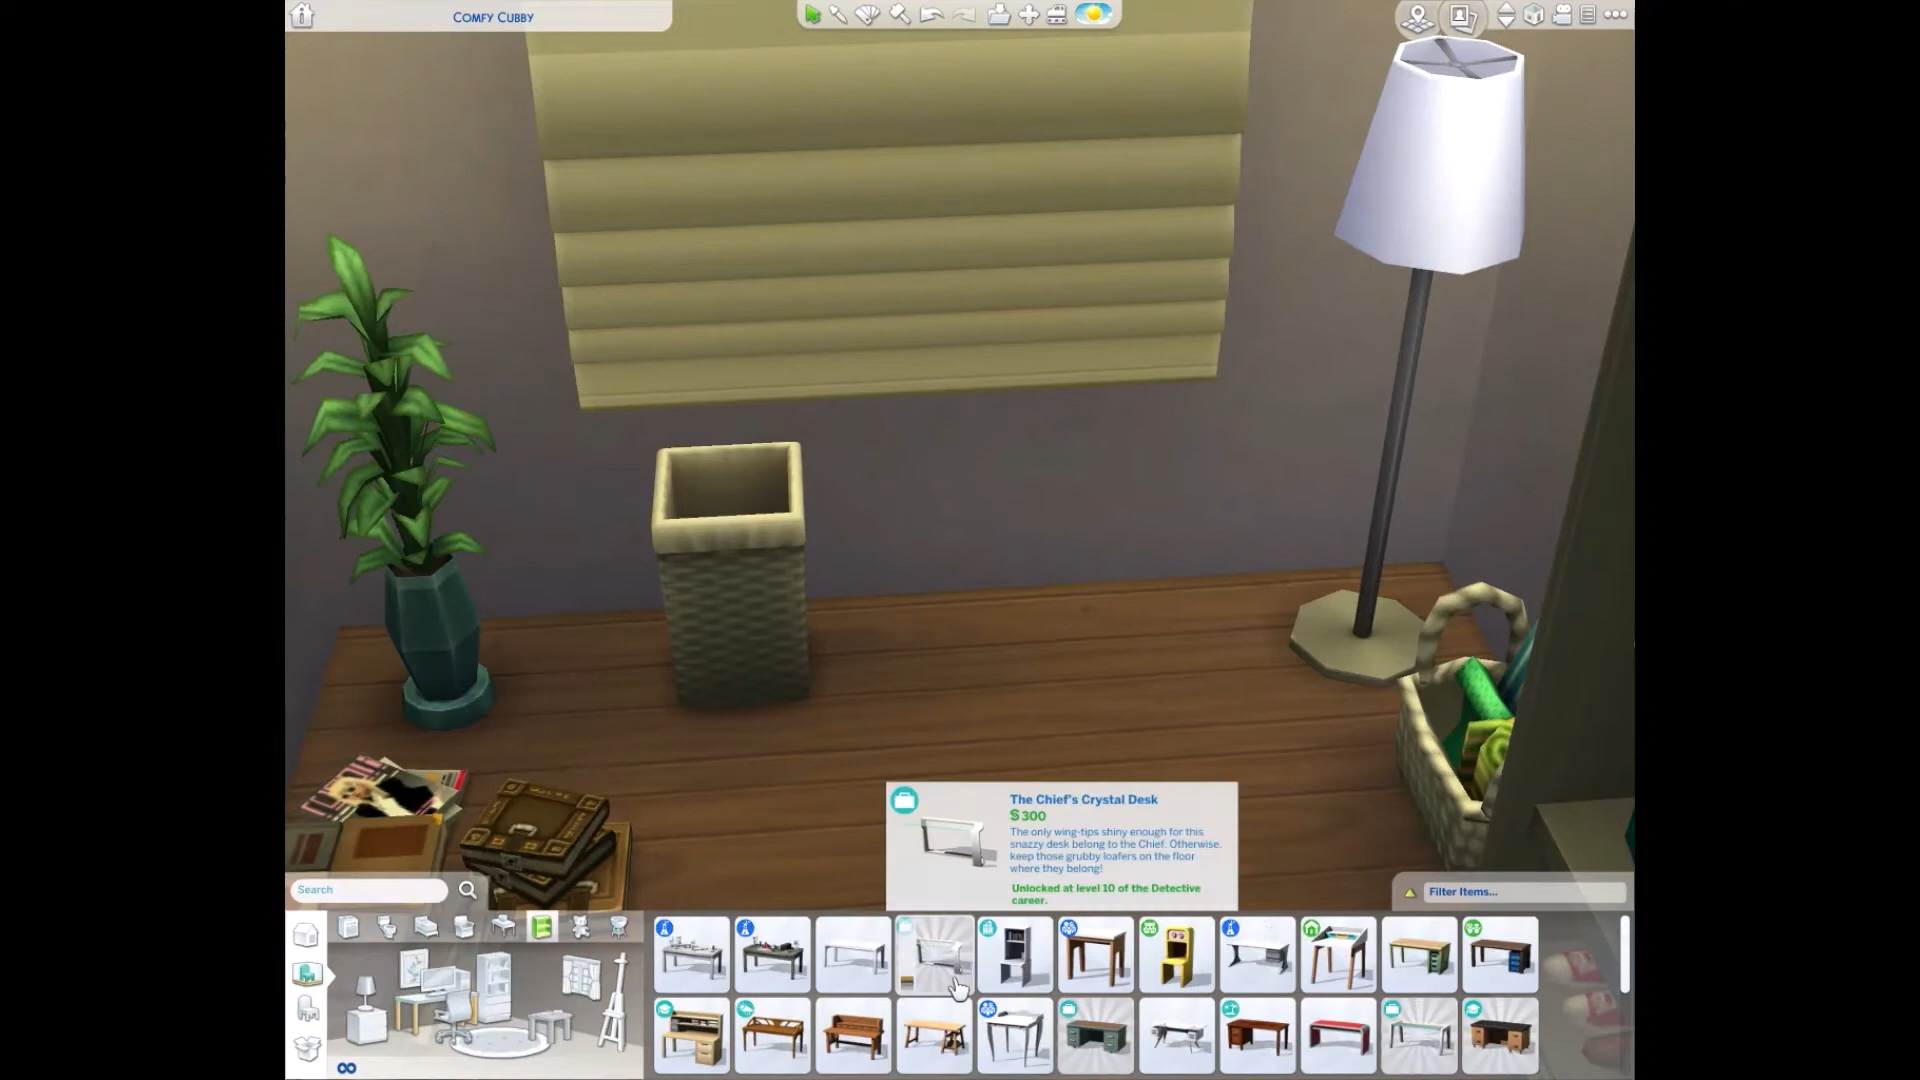 COMFY CUBBY
The Chief's Crystal Desk
§300
The only wing-tips shiny enough for this
snazzy desk belong to the Chief. Otherwise.
keep those grubby loafers on the floor
where they belong!
Unlocked at level 10 of the Detective
career.
Search
Filter Items...